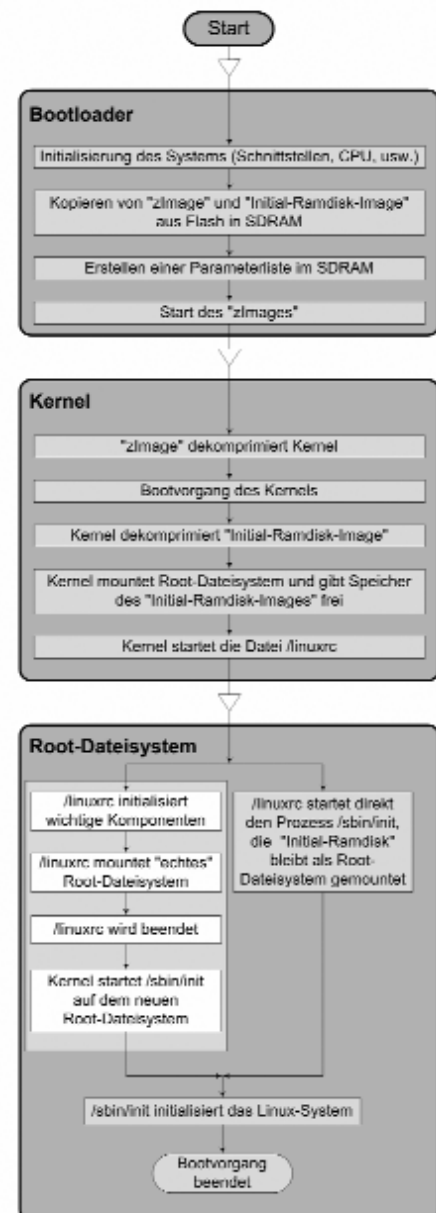 Start
Bootloader
Initialisierung des Systems (Schnittstellen, CPU, usw.)
Kopieren von "zImage" und "Initial-Ramdisk-Image"
aus Flash in SDRAM
Erstellen einer Parameterliste im SDRAM
Start des "zImages"
Kernel
"zImage" dekomprimiert Kernel
Bootvorgang des Kernels
Kernel dekomprimiert "Initial-Ramdisk-Image"
Kernel mountet Root-Dateisystem und gibt Speicher
des "Initial-Ramdisk-Images" frei
Kernel startet die Datei /linuxrc
Root-Dateisystem
/linuxrc initialisiert
wichtige Komponenten
/linuxrc mountet "echtes"
Root-Dateisystem
/linuxrc wird beendet
Kernel startet /sbin/init
auf dem neuen
Root-Dateisystem
/linuxrc startet direkt
den Prozess /sbin/init,
die "Initial-Ramdisk"
bleibt als Root-
Dateisystem gemountet
/sbin/init initialisiert das Linux-System
Bootvorgang
beendet